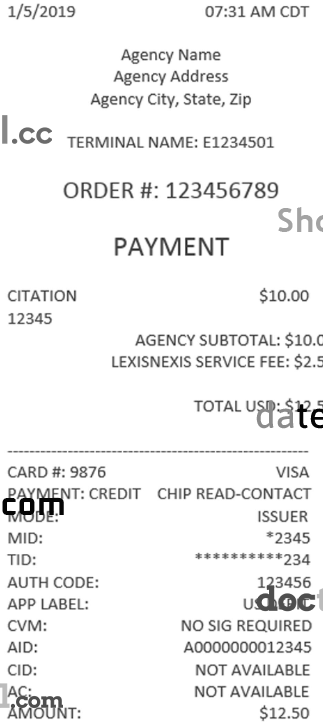 1/5/2019 07:31 AM CDT
Agency Name
Agency Address
Agency City, State, Zip
l.cc
TERMINAL NAME: E1234501
ORDER #: 123456789
Sho
PAYMENT
CITATION $10.00
12345
AGENCY SUBTOTAL: $10.0
LEXISNEXIS SERVICE FEE: $2.5
TOTAL USD: $12.5
date
CARD #: 9876 VISA
PAYMENT: CREDIT CHIP READ-CONTACT
com
MODE: ISSUER
MID: *2345
TID: **********234
AUTH CODE: 123456
APP LABEL: US DEBIT
doct
CVM: NO SIG REQUIRED
AID: A0000000012345
CID: NOT AVAILABLE
AC: NOT AVAILABLE
l.com
AMOUNT: $12.50